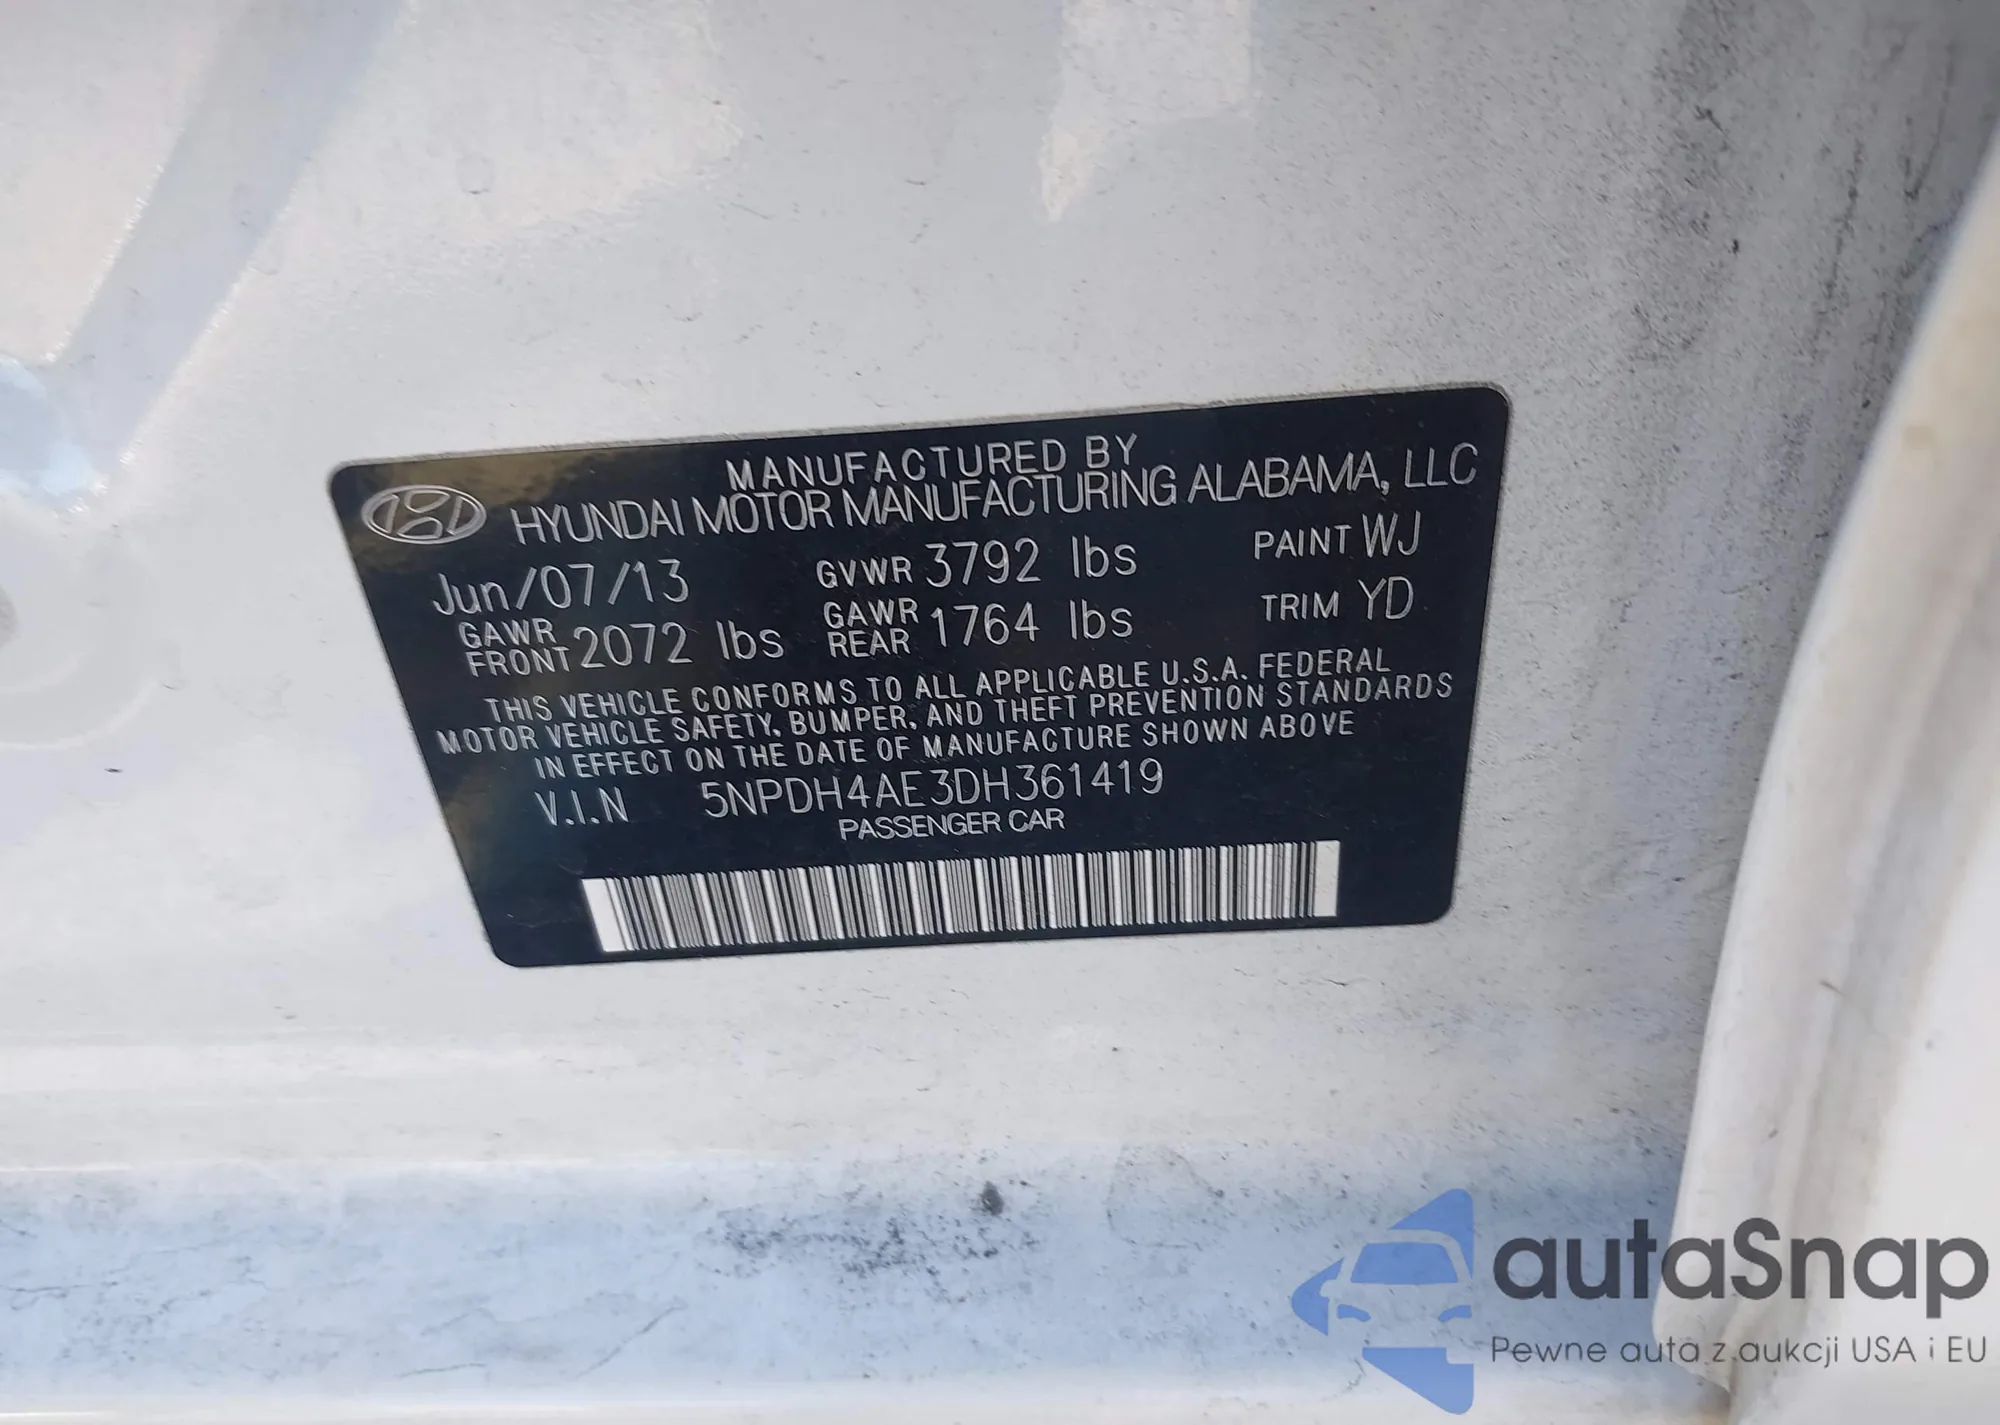 MANUFACTURED BY
HYUNDAI MOTOR MANUFACTURING ALABAMA, LLC
Jun/07/13 GVWR 3792 lbs PAINT WJ
GAWR FRONT 2072 lbs GAWR REAR 1764 lbs TRIM YD
THIS VEHICLE CONFORMS TO ALL APPLICABLE U.S.A. FEDERAL
MOTOR VEHICLE SAFETY, BUMPER, AND THEFT PREVENTION STANDARDS
IN EFFECT ON THE DATE OF MANUFACTURE SHOWN ABOVE
V.I.N 5NPDH4AE3DH361419
PASSENGER CAR
autaSnap
Pewne auta z aukcji USA i EU